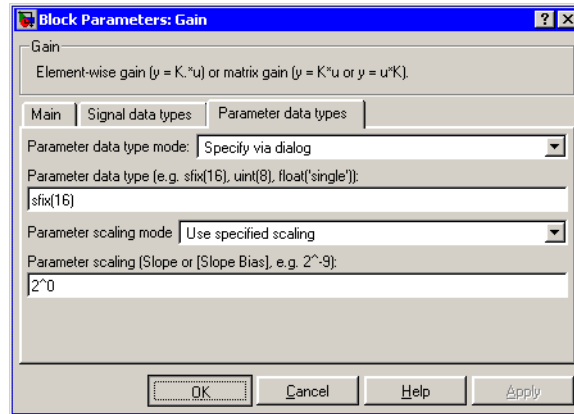 Block Parameters: Gain
Gain
Element-wise gain (y = K.*u) or matrix gain (y = K*u or y = u*K).
Main Signal data types Parameter data types
Parameter data type mode: Specify via dialog
Parameter data type (e.g. sfix(16), uint(8), float('single')):
sfix(16)
Parameter scaling mode Use specified scaling
Parameter scaling (Slope or [Slope Bias], e.g. 2^-9):
2^0
OK Cancel Help Apply